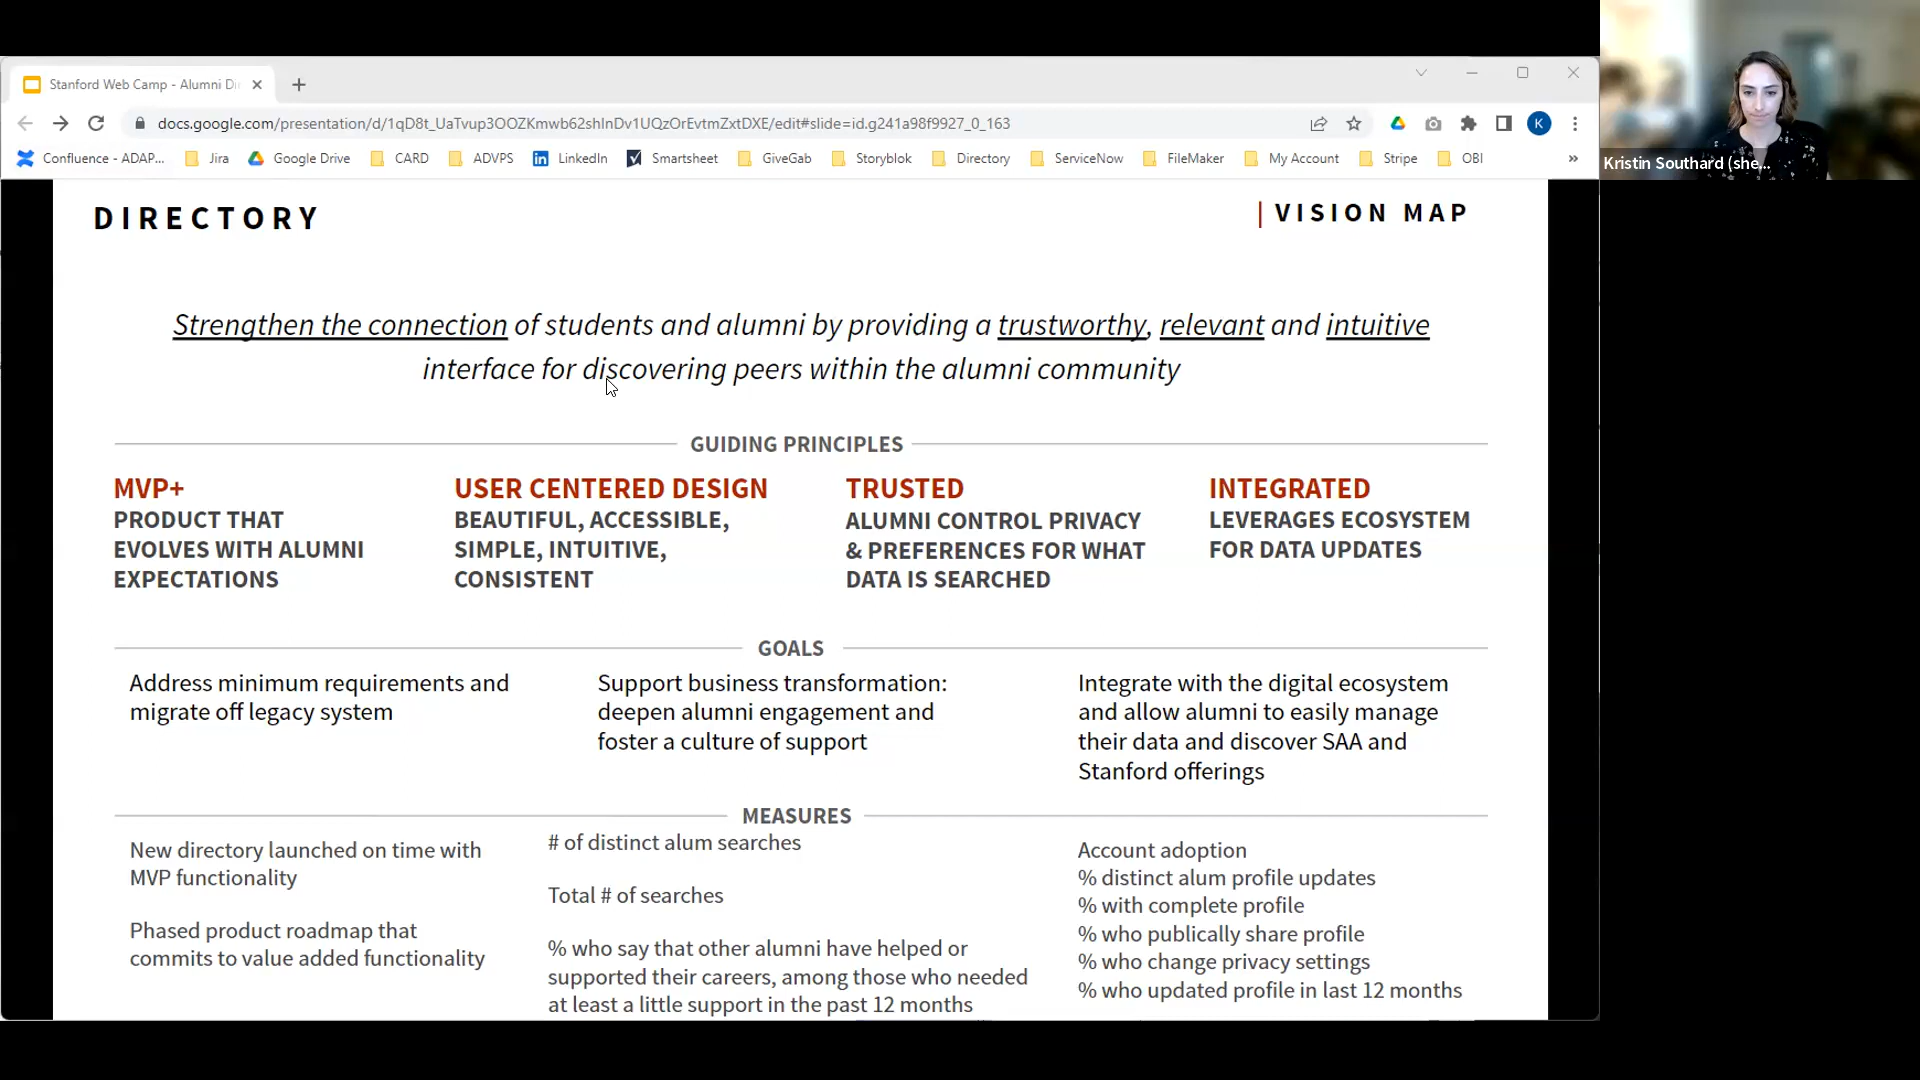 Stanford Web Camp - Alumni Di
docs.google.com/presentation/d/1qD8t_UaTvup3OOZKmwb62shlnDv1UQzOrEvtmZxtDXE/edit#slide=id.g241a98f9927_0_163
K
Confluence - ADAP... Jira Google Drive CARD ADVPS LinkedIn Smartsheet GiveGab Storyblok Directory ServiceNow FileMaker My Account Stripe OBI »
Kristin Southard (she...
DIRECTORY
| VISION MAP
Strengthen the connection of students and alumni by providing a trustworthy, relevant and intuitive
interface for discovering peers within the alumni community
GUIDING PRINCIPLES
MVP+
PRODUCT THAT
EVOLVES WITH ALUMNI
EXPECTATIONS
USER CENTERED DESIGN
BEAUTIFUL, ACCESSIBLE,
SIMPLE, INTUITIVE,
CONSISTENT
TRUSTED
ALUMNI CONTROL PRIVACY
& PREFERENCES FOR WHAT
DATA IS SEARCHED
INTEGRATED
LEVERAGES ECOSYSTEM
FOR DATA UPDATES
GOALS
Address minimum requirements and
migrate off legacy system
Support business transformation:
deepen alumni engagement and
foster a culture of support
Integrate with the digital ecosystem
and allow alumni to easily manage
their data and discover SAA and
Stanford offerings
MEASURES
New directory launched on time with
MVP functionality
Phased product roadmap that
commits to value added functionality
# of distinct alum searches
Total # of searches
% who say that other alumni have helped or
supported their careers, among those who needed
at least a little support in the past 12 months
Account adoption
% distinct alum profile updates
% with complete profile
% who publically share profile
% who change privacy settings
% who updated profile in last 12 months